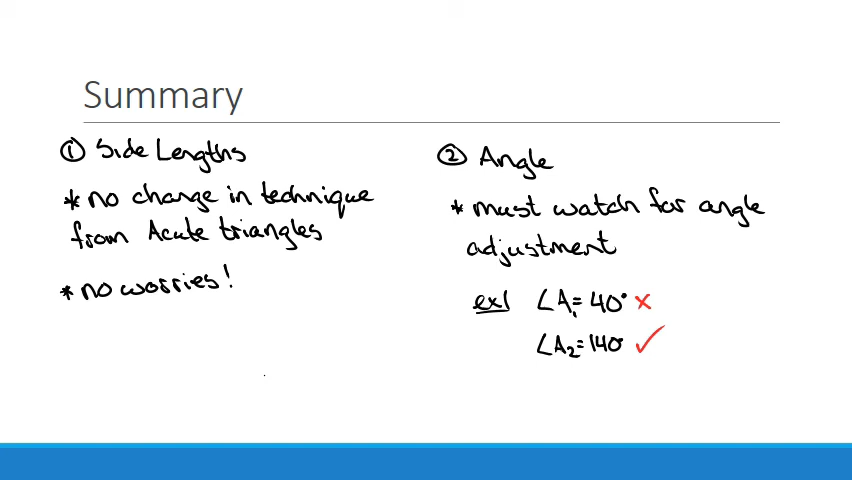 Summary
① Side Lengths
* no change in technique
from Acute triangles
* no worries!
② Angle
* must watch for angle
adjustment
ex1 ∠A₁=40° ×
∠A₂=140° ✓